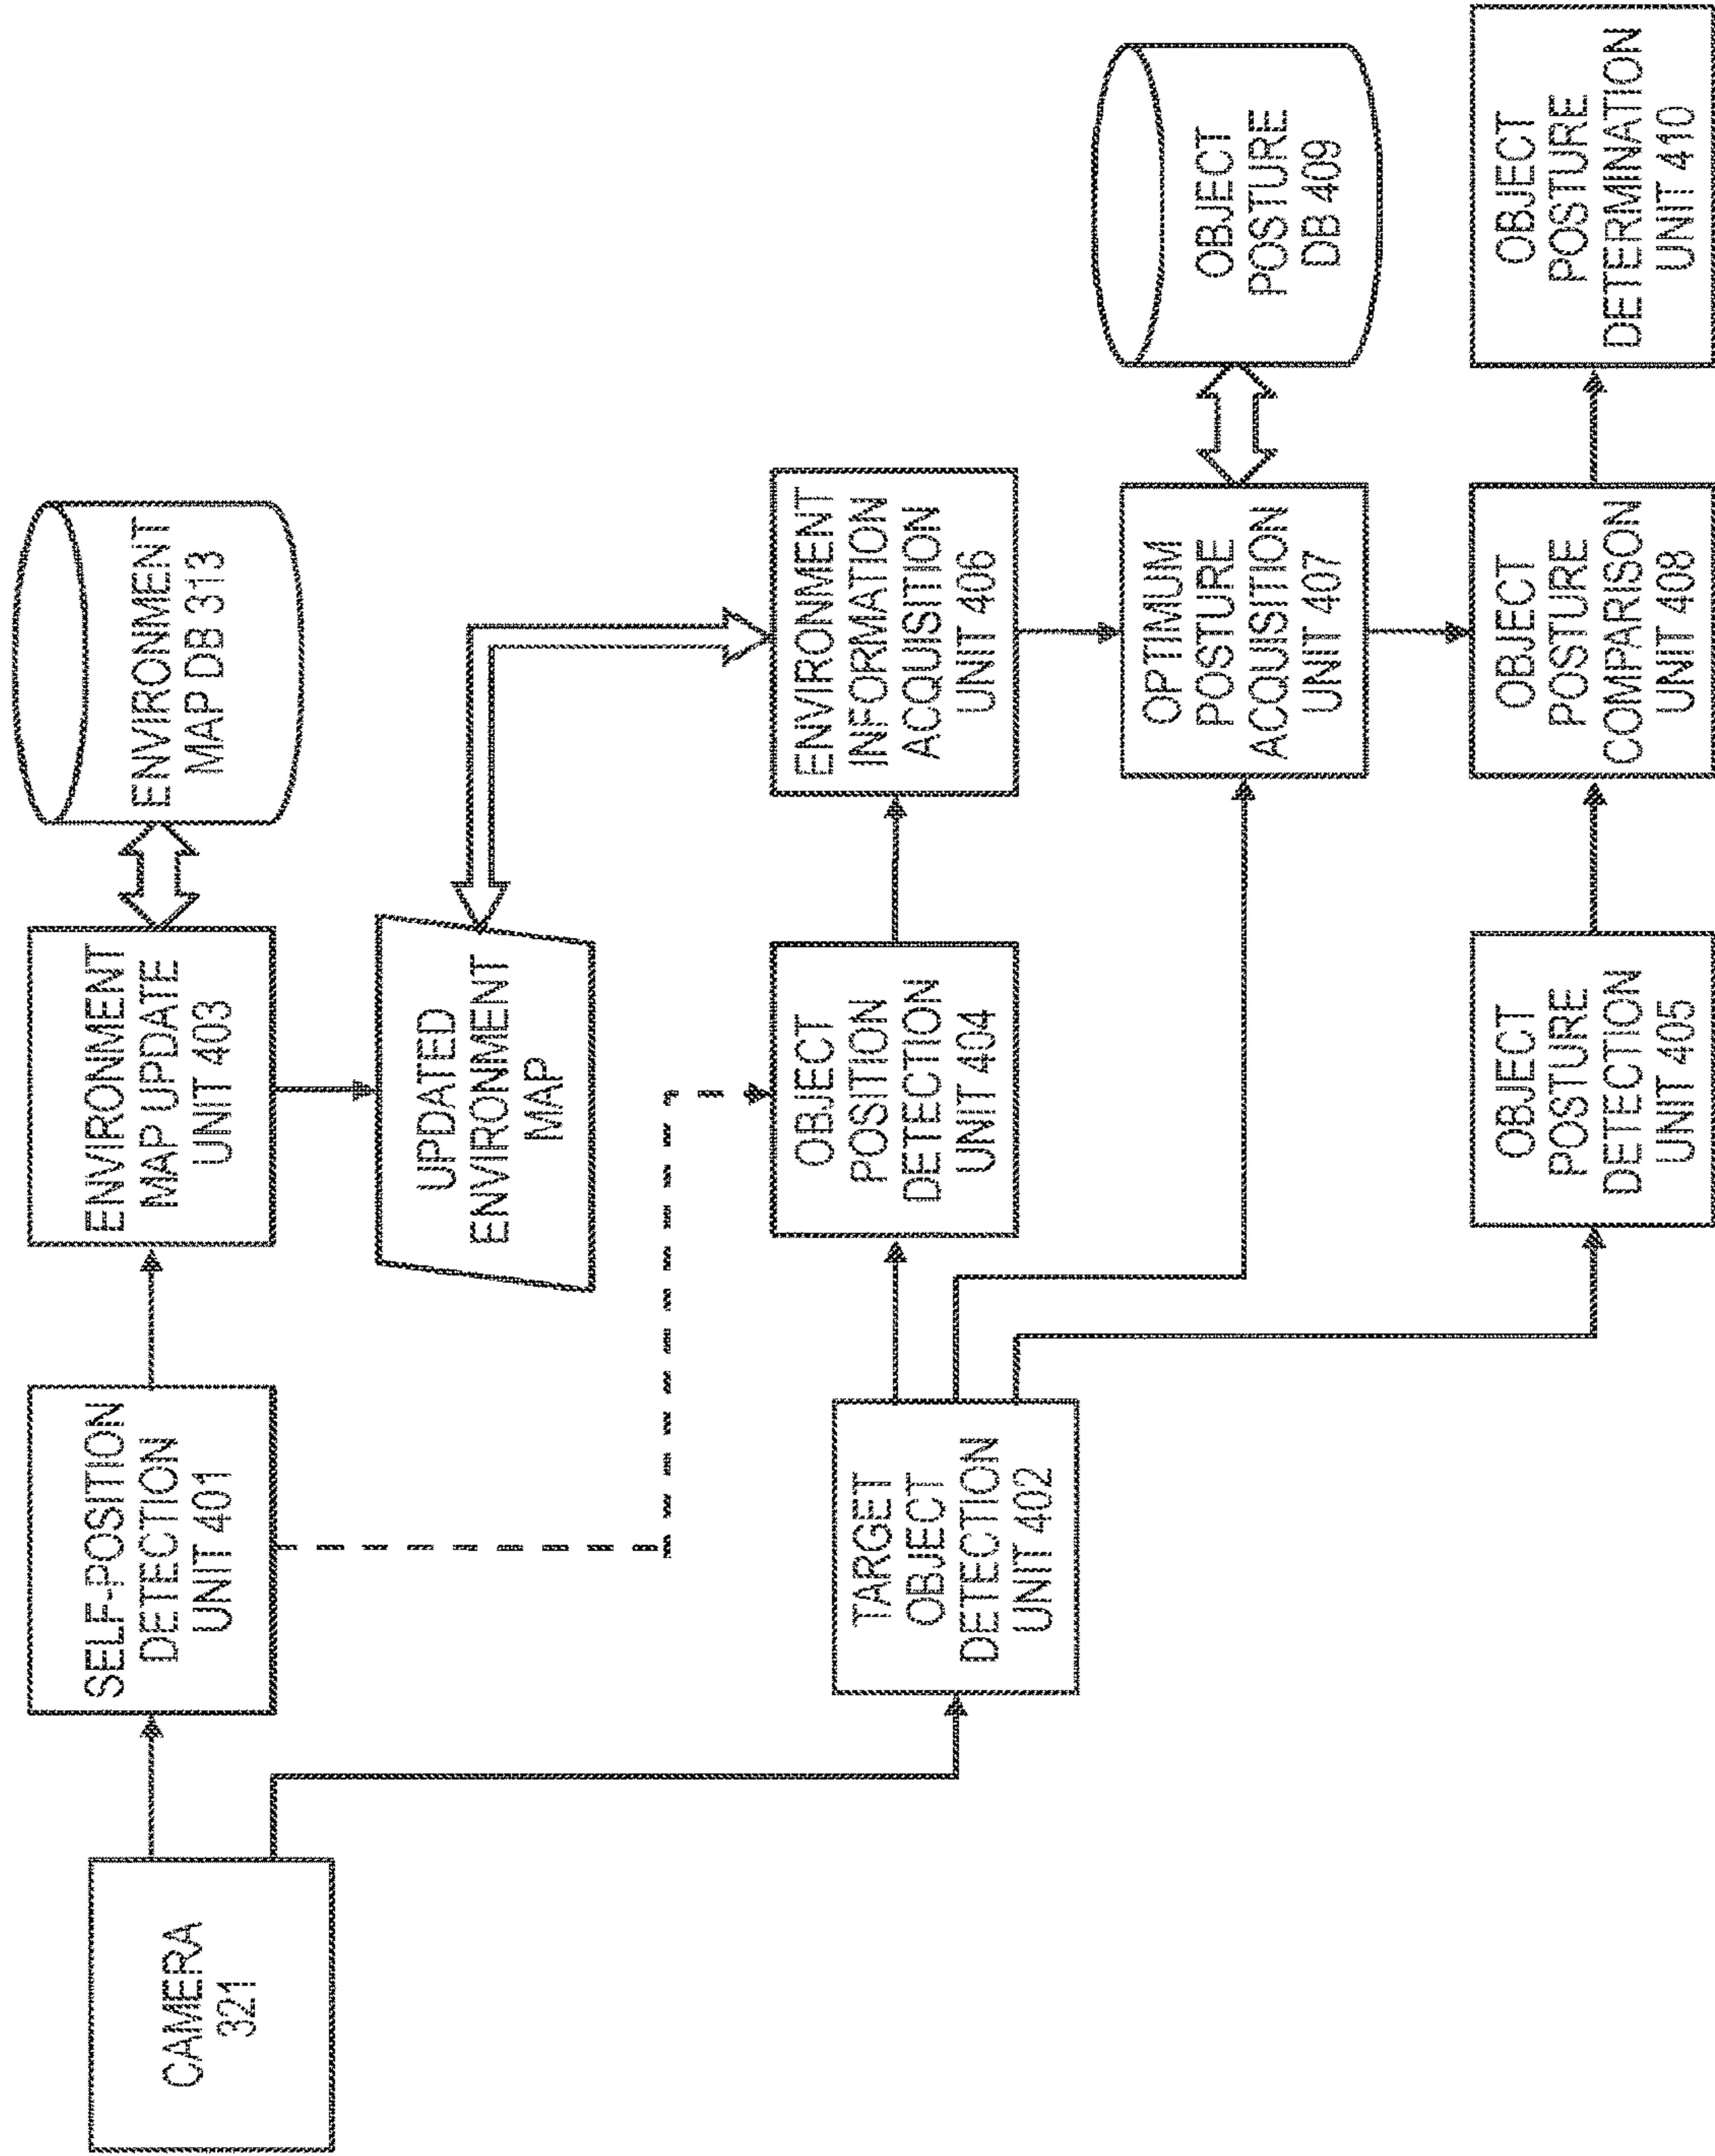 CAMERA
321
SELF-POSITION
DETECTION
UNIT 401
ENVIRONMENT
MAP UPDATE
UNIT 403
ENVIRONMENT
MAP DB 313
UPDATED
ENVIRONMENT
MAP
TARGET
OBJECT
DETECTION
UNIT 402
OBJECT
POSITION
DETECTION
UNIT 404
ENVIRONMENT
INFORMATION
ACQUISITION
UNIT 406
OPTIMUM
POSTURE
ACQUISITION
UNIT 407
OBJECT
POSTURE
DB 409
OBJECT
POSTURE
DETECTION
UNIT 405
OBJECT
POSTURE
COMPARISON
UNIT 408
OBJECT
POSTURE
DETERMINATION
UNIT 410